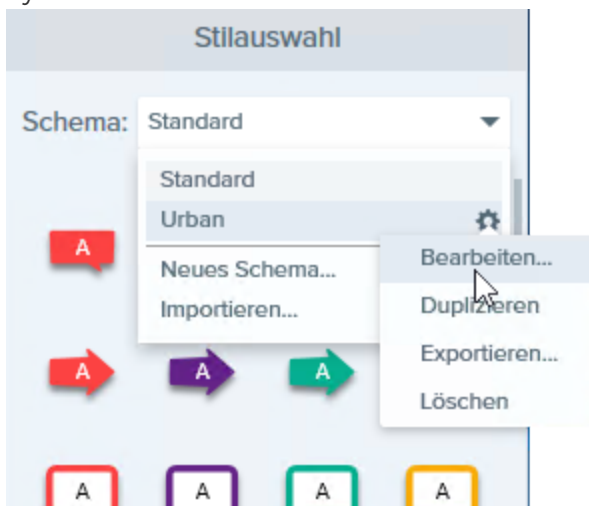 Stilauswahl
Schema: Standard
Standard
Urban
Neues Schema...
Importieren...
Bearbeiten...
Duplizieren
Exportieren...
Löschen
A
A A A
A A A A